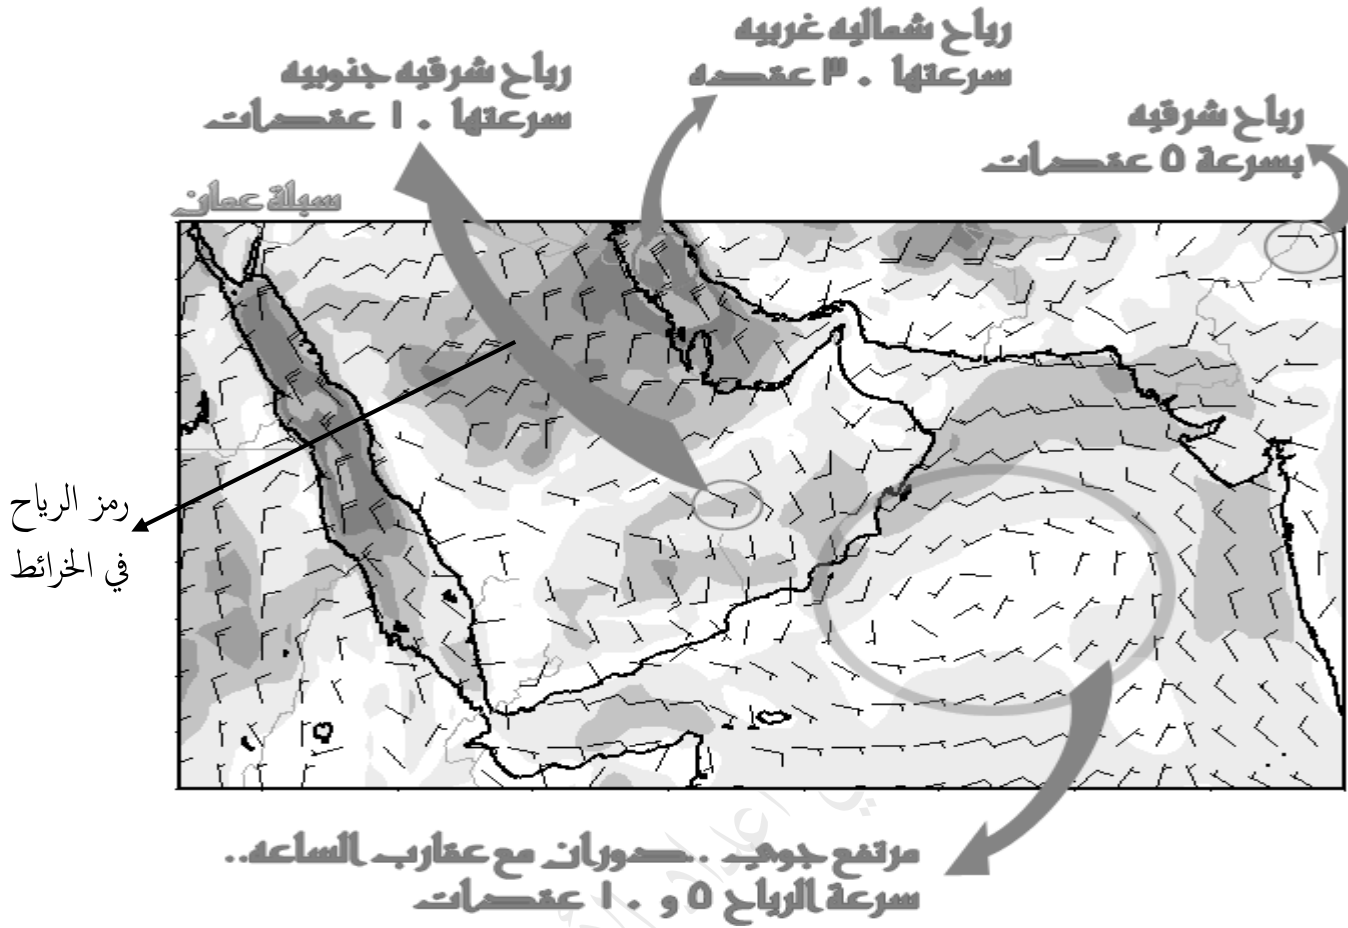 رياح شماليه غربيه
سرعتها ٣٠ عقده
رياح شرقيه جنوبيه
سرعتها ١٠ عقدات
رياح شرقيه
بسرعة ٥ عقدات
سبلة عمان
رمز الرياح
في الخرائط
مرتفع جوي ..دوران مع عقارب الساعه..
سرعة الرياح ٥ و ١٠ عقدات